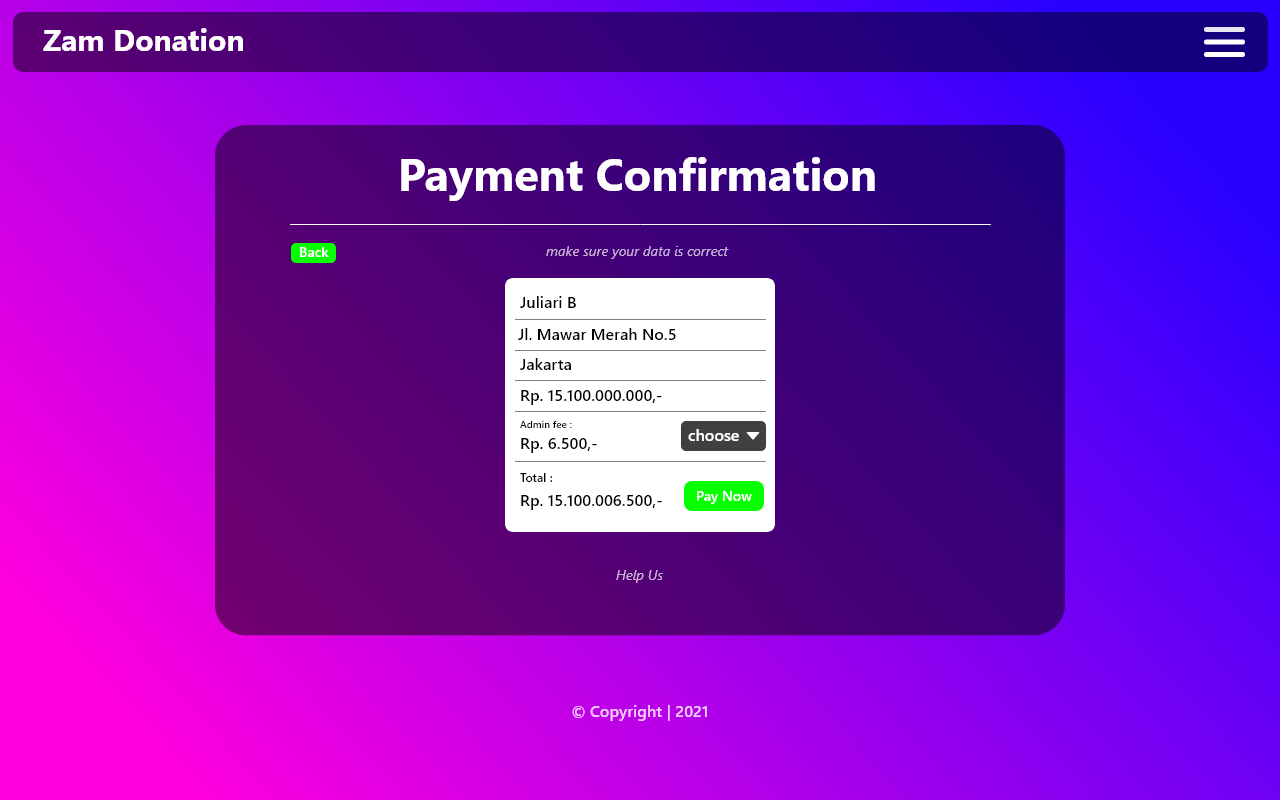 Zam Donation
Payment Confirmation
Back
make sure your data is correct
Juliari B
Jl. Mawar Merah No.5
Jakarta
Rp. 15.100.000.000,-
Admin fee :
Rp. 6.500,-
choose
Total :
Rp. 15.100.006.500,-
Pay Now
Help Us
© Copyright | 2021